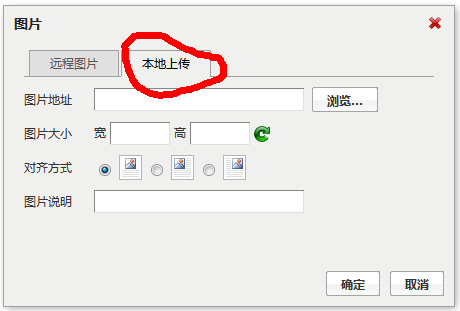 图片
远程图片 本地上传
图片地址 浏览...
图片大小 宽 高
对齐方式
图片说明
确定 取消